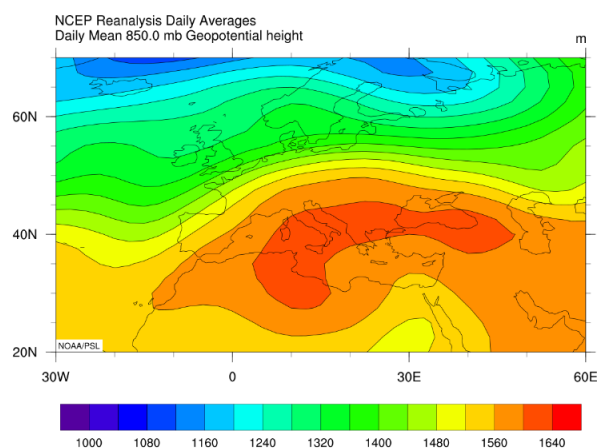 NCEP Reanalysis Daily Averages
Daily Mean 850.0 mb Geopotential height
m
60N
40N
20N
NOAA/PSL
30W 0 30E 60E
1000 1080 1160 1240 1320 1400 1480 1560 1640